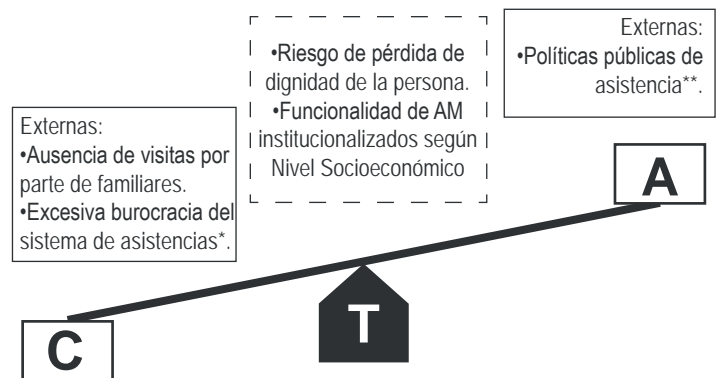 Externas:
•Ausencia de visitas por
parte de familiares.
•Excesiva burocracia del
sistema de asistencias*.
•Riesgo de pérdida de
dignidad de la persona.
•Funcionalidad de AM
institucionalizados según
Nivel Socioeconómico
Externas:
•Políticas públicas de
asistencia**.
A
T
C